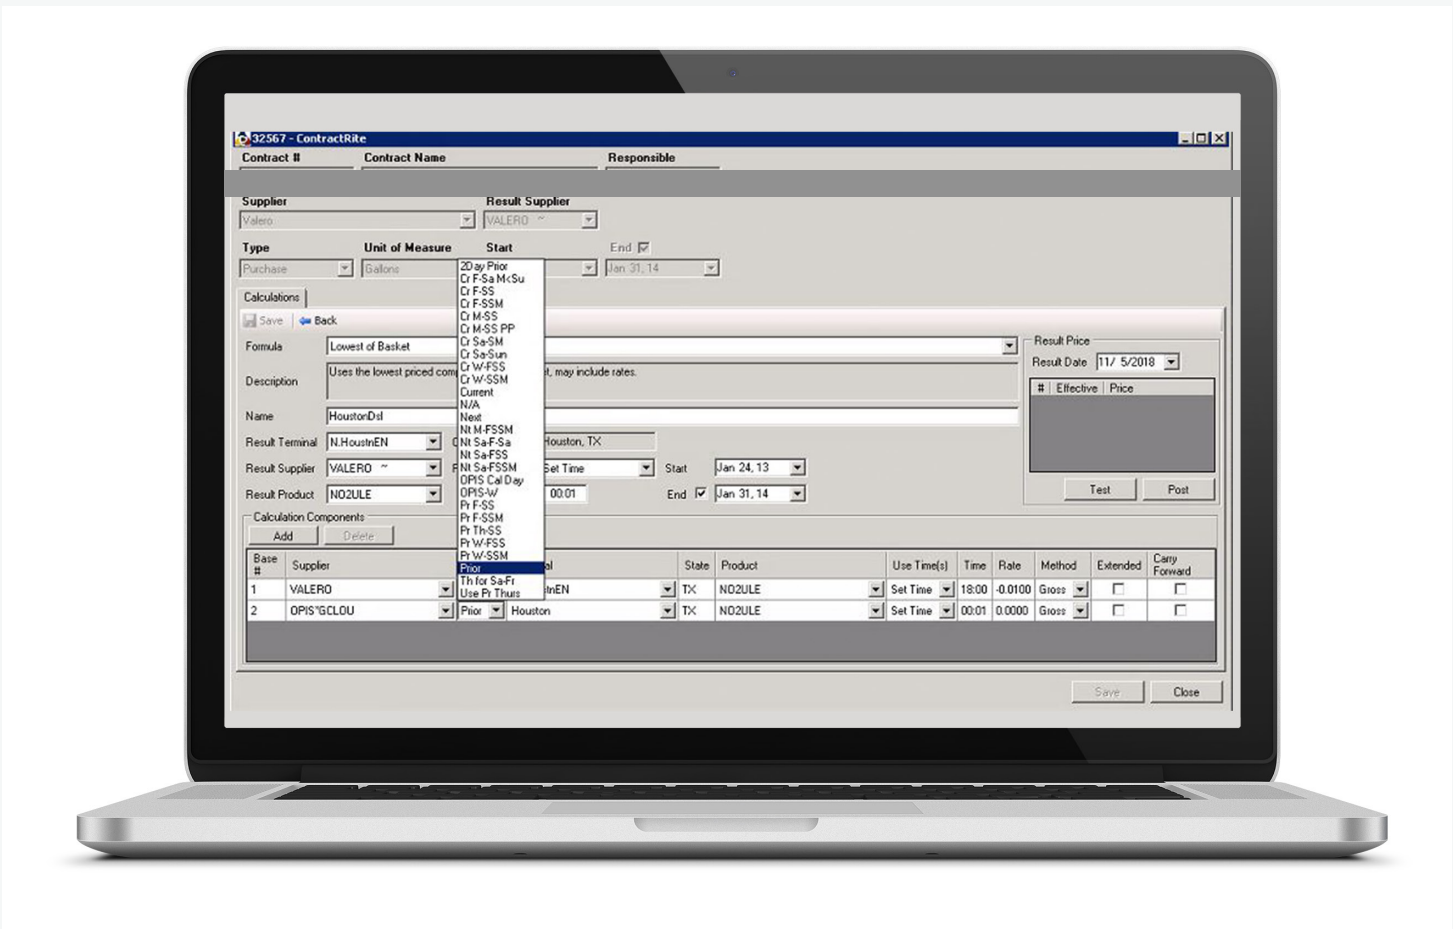 32567 - ContractRite
Contract # Contract Name Responsible
Supplier Result Supplier
Valero VALERO ~
Type Unit of Measure Start End
Purchase Gallons Jan 31, 14
Calculations
Save Back
Formula Lowest of Basket
Description Uses the lowest priced com t, may include rates.
Name HoustonDsl
Result Terminal N.HoustnEN Houston, TX
Result Supplier VALERO ~ Set Time Start Jan 24, 13
Result Product NO2ULE 00:01 End Jan 31, 14
2Day Prior
Cr F-Sa M<Su
Cr F-SS
Cr F-SSM
Cr M-SS
Cr M-SS PP
Cr Sa-SM
Cr Sa-Sun
Cr W-FSS
Cr W-SSM
Current
N/A
Next
Nt M-FSSM
Nt Sa-F-Sa
Nt Sa-FSS
Nt Sa-FSSM
OPIS Cal Day
OPIS-W
Pr F-SS
Pr F-SSM
Pr Th-SS
Pr W-FSS
Pr W-SSM
Prior
Th for Sa-Fr
Use Pr Thurs
Result Price
Result Date 11/ 5/2018
# Effective Price
Test Post
Calculation Components
Add Delete
Base # Supplier al State Product Use Time(s) Time Rate Method Extended Carry Forward
1 VALERO tnEN TX NO2ULE Set Time 18:00 -0.0100 Gross
2 OPIS*GCLOU Prior Houston TX NO2ULE Set Time 00:01 0.0000 Gross
Save Close